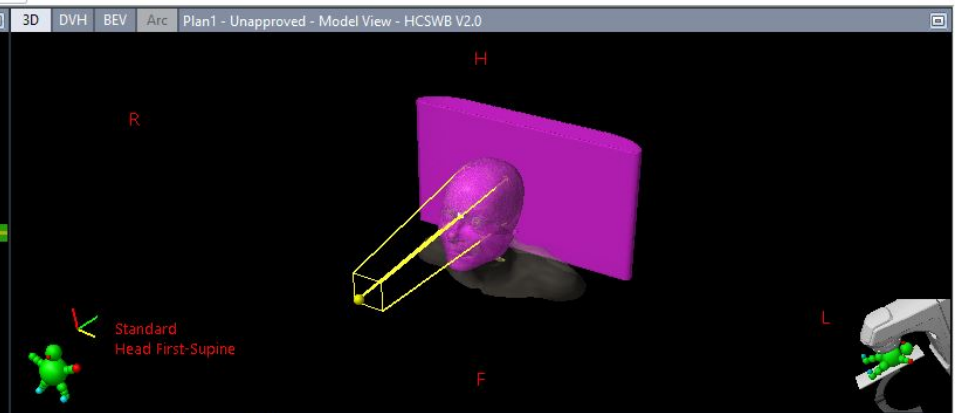 3D DVH BEV Arc Plan1 - Unapproved - Model View - HCSWB V2.0
H
R
L
Standard
Head First-Supine
F